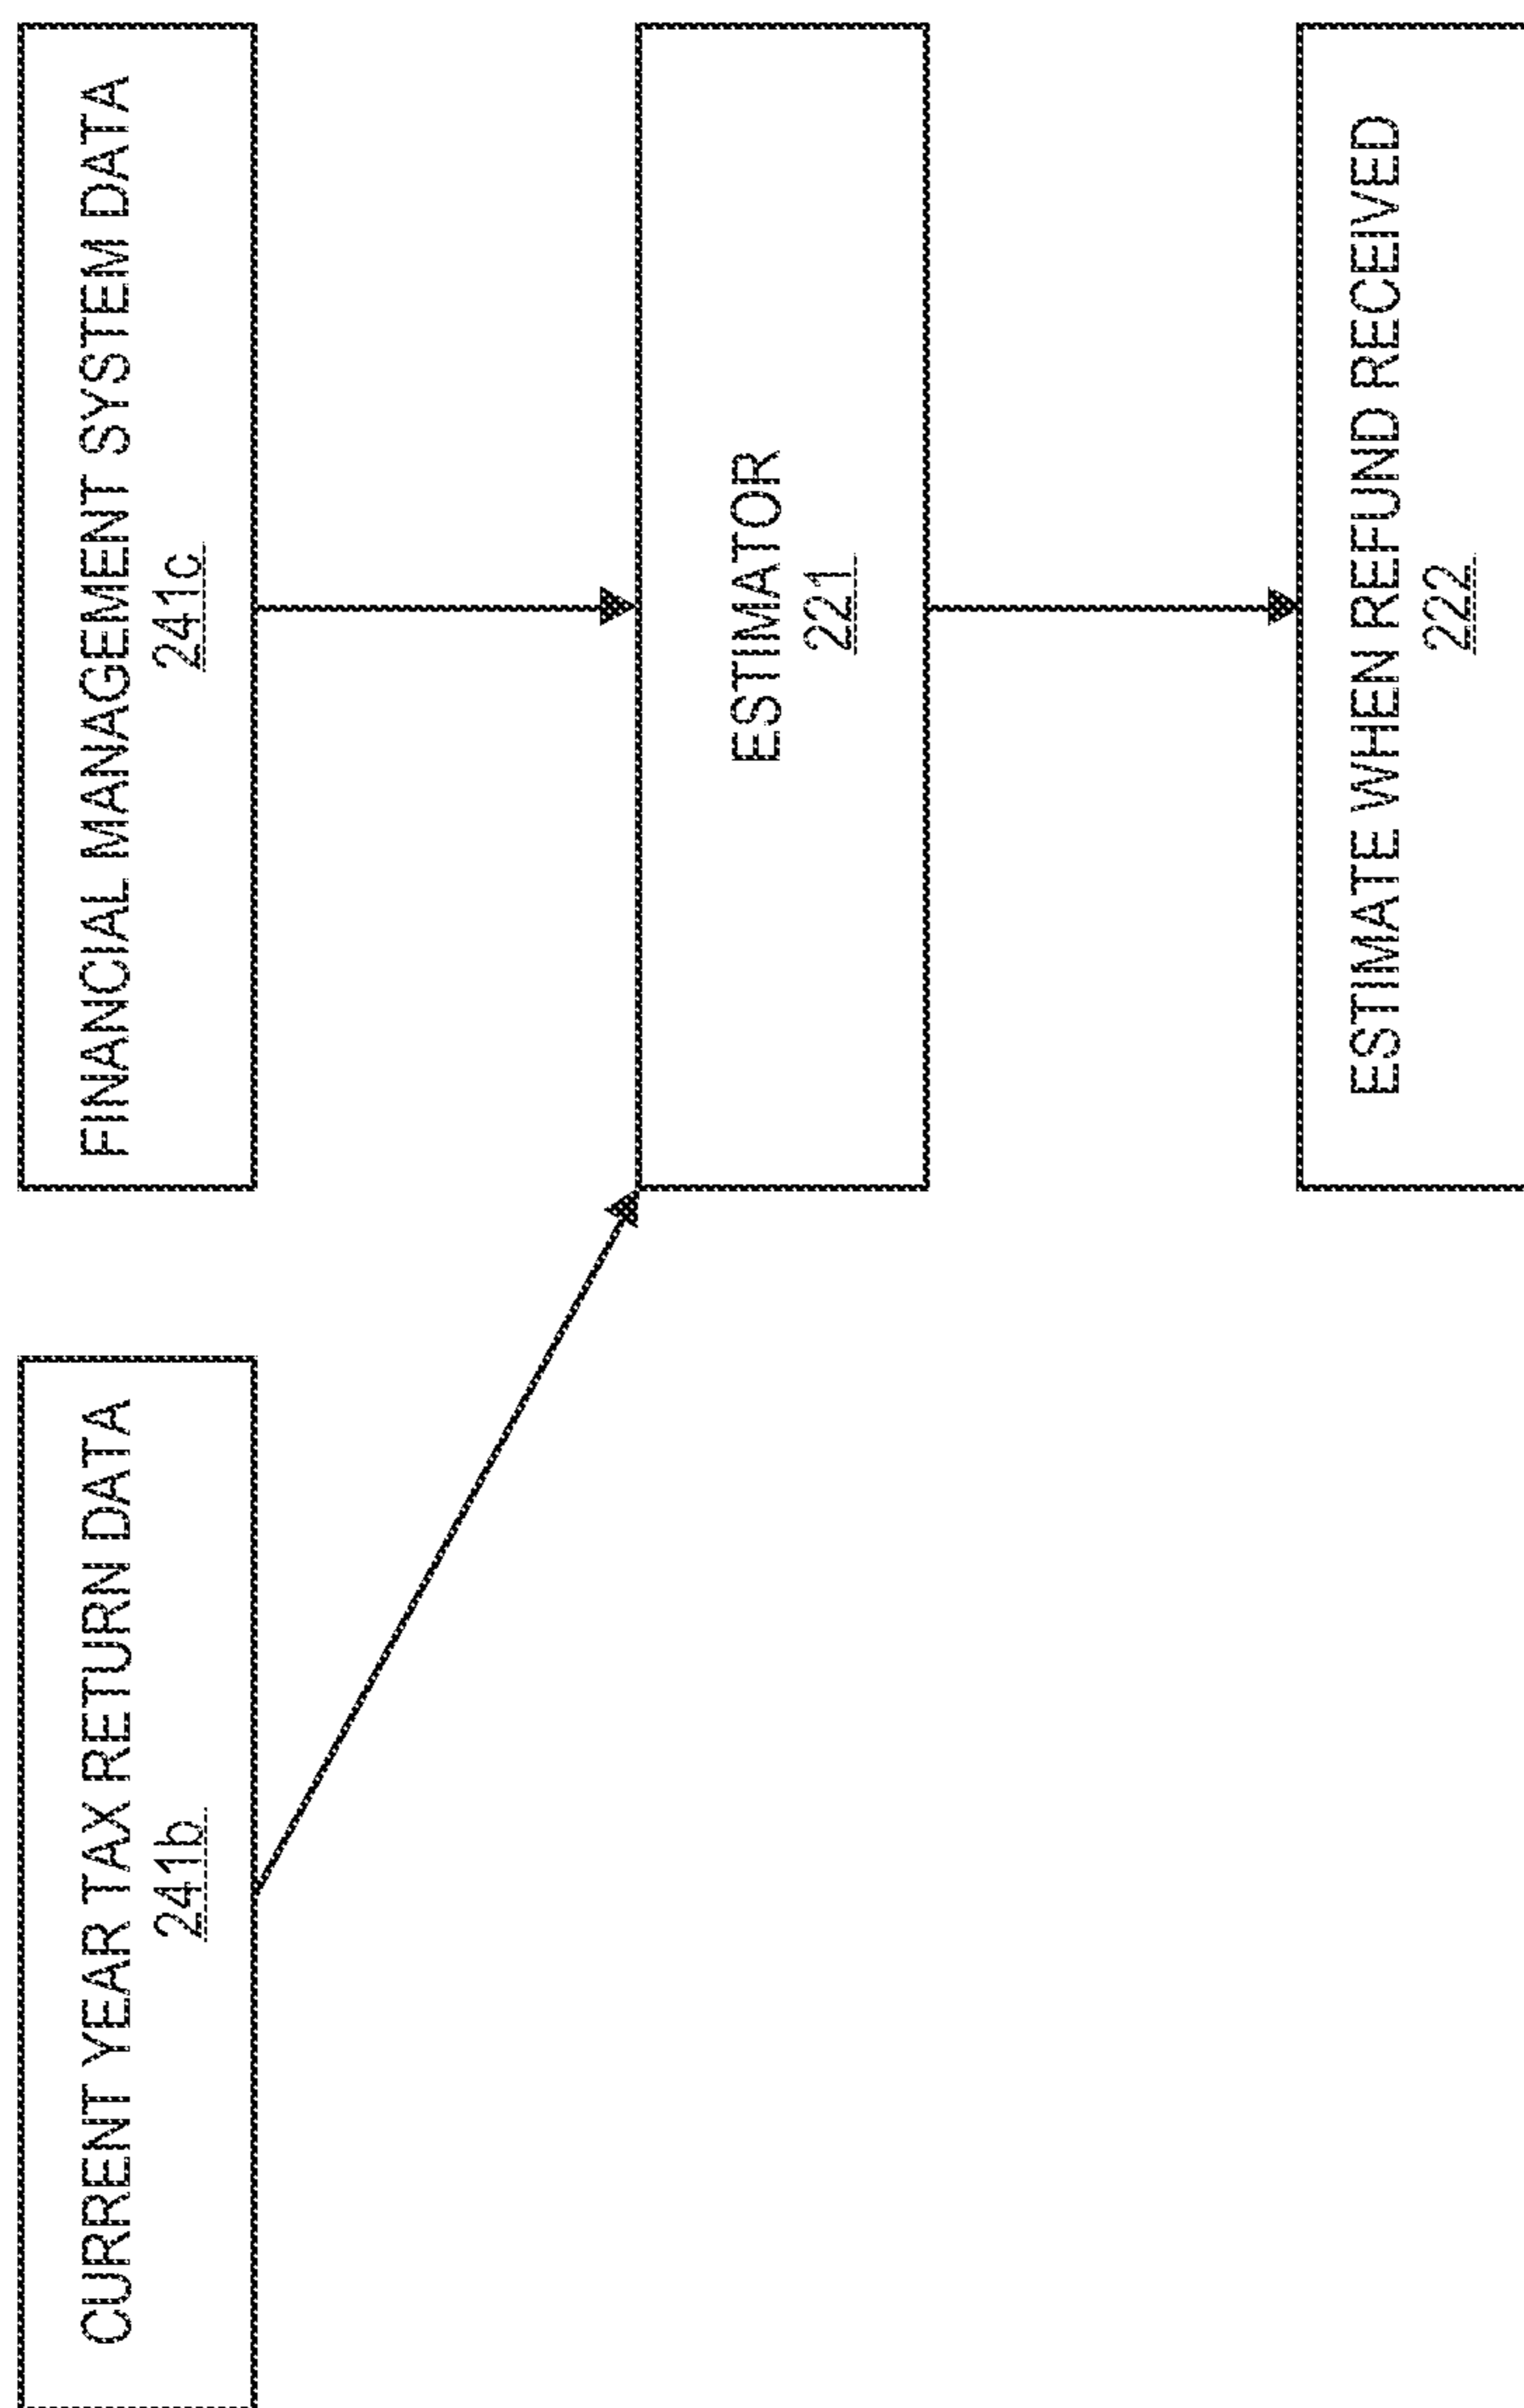 CURRENT YEAR TAX RETURN DATA
241b
FINANCIAL MANAGEMENT SYSTEM DATA
241c
ESTIMATOR
221
ESTIMATE WHEN REFUND RECEIVED
222